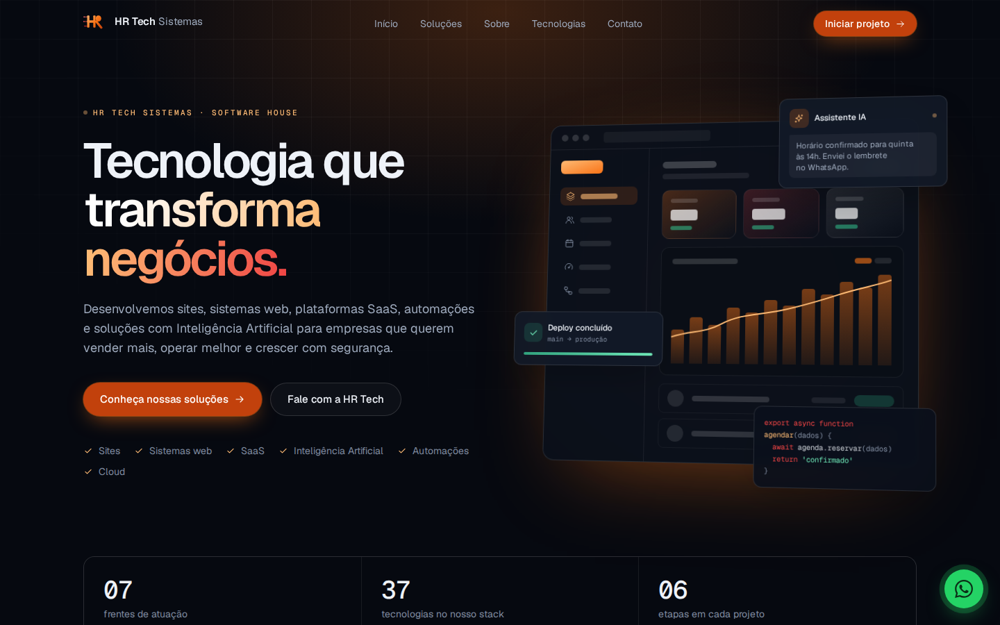 HR HR Tech Sistemas
Início Soluções Sobre Tecnologias Contato
Iniciar projeto →
HR TECH SISTEMAS · SOFTWARE HOUSE
Tecnologia que
transforma
negócios.
Desenvolvemos sites, sistemas web, plataformas SaaS, automações
e soluções com Inteligência Artificial para empresas que querem
vender mais, operar melhor e crescer com segurança.
Conheça nossas soluções →
Fale com a HR Tech
Sites Sistemas web SaaS Inteligência Artificial Automações
Cloud
Assistente IA
Horário confirmado para quinta
às 14h. Enviei o lembrete
no WhatsApp.
Deploy concluído
main → produção
export async function
agendar(dados) {
await agenda.reservar(dados)
return 'confirmado'
}
07
frentes de atuação
37
tecnologias no nosso stack
06
etapas em cada projeto